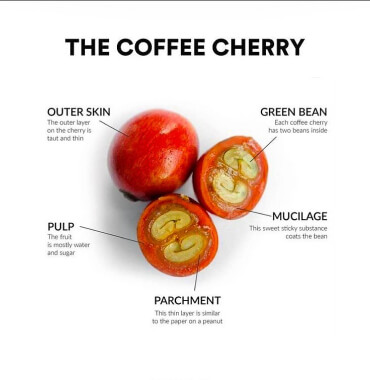 THE COFFEE CHERRY
OUTER SKIN
The outer layer
on the cherry is
taut and thin
GREEN BEAN
Each coffee cherry
has two beans inside
PULP
The fruit
is mostly water
and sugar
MUCILAGE
This sweet sticky substance
coats the bean
PARCHMENT
This thin layer is similar
to the paper on a peanut